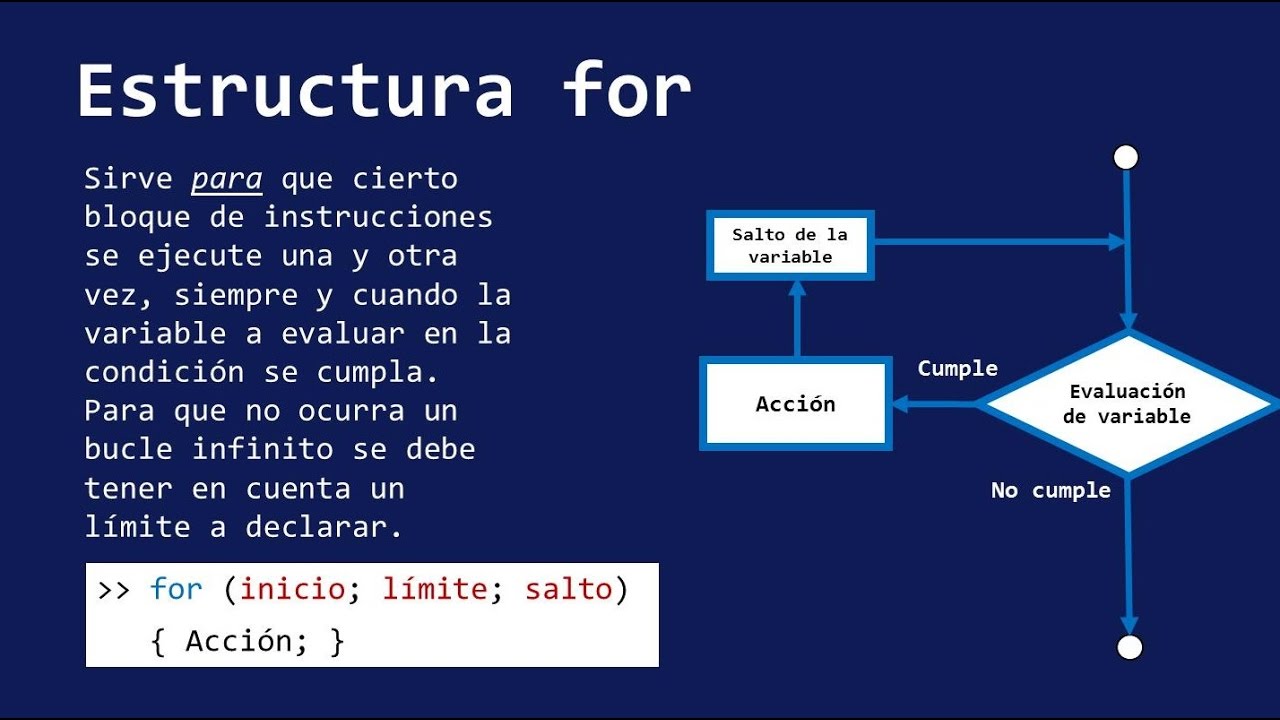 Estructura for
Sirve para que cierto
bloque de instrucciones
se ejecute una y otra
vez, siempre y cuando la
variable a evaluar en la
condición se cumpla.
Para que no ocurra un
bucle infinito se debe
tener en cuenta un
límite a declarar.
>> for (inicio; límite; salto)
{ Acción; }
Salto de la
variable
Acción
Cumple
Evaluación
de variable
No cumple